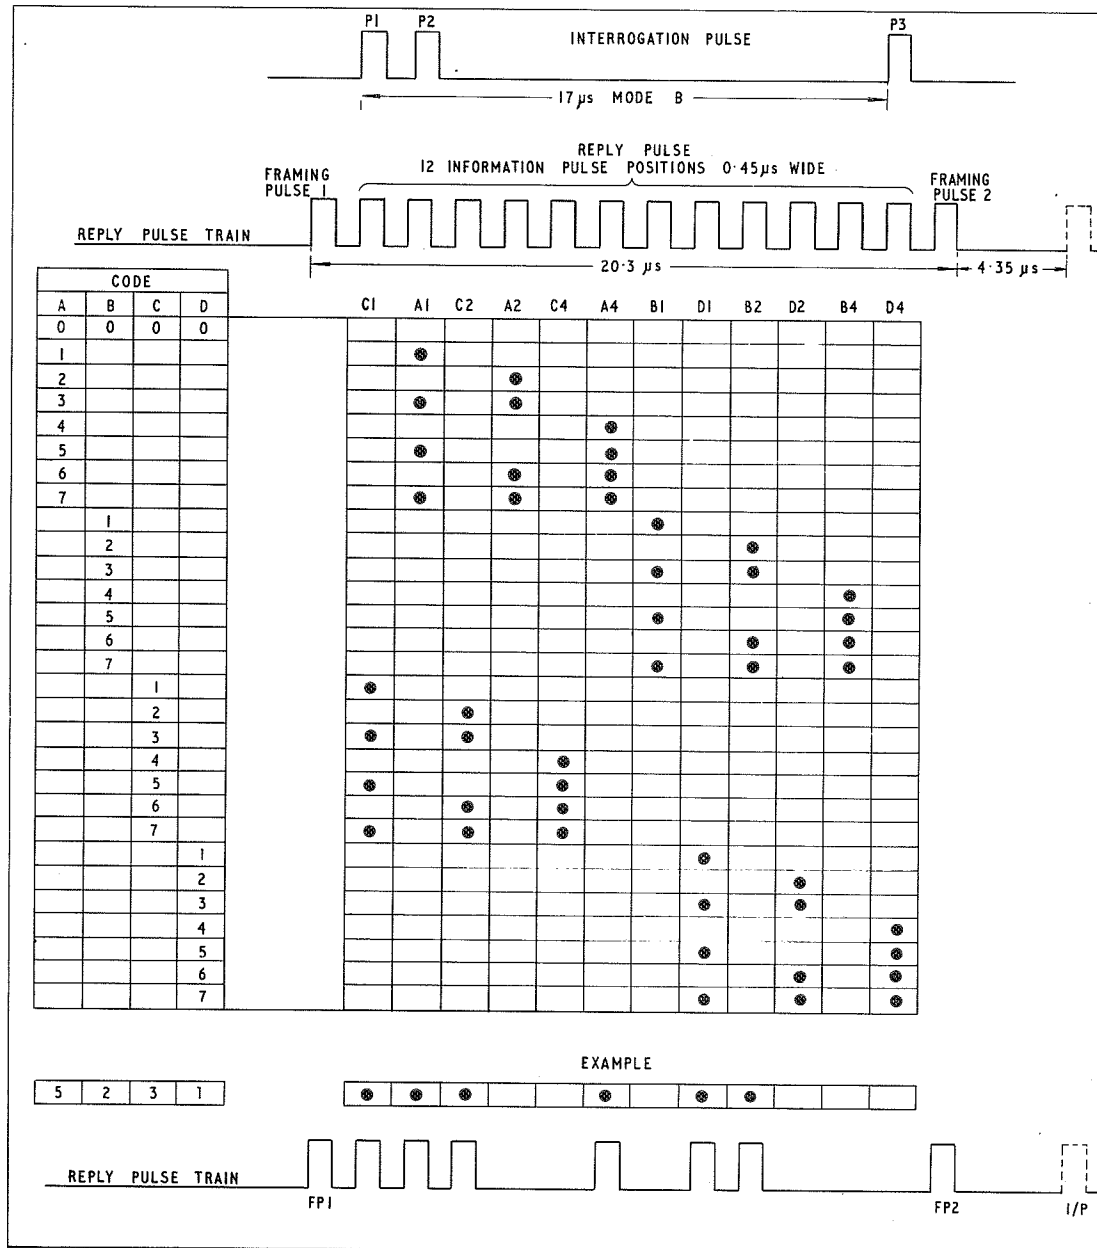 P1 P2 P3
INTERROGATION PULSE
17 µs MODE B
REPLY PULSE
12 INFORMATION PULSE POSITIONS 0·45µs WIDE
FRAMING
PULSE 1
FRAMING
PULSE 2
REPLY PULSE TRAIN
20·3 µs
4·35 µs
CODE
A B C D
C1 A1 C2 A2 C4 A4 B1 D1 B2 D2 B4 D4
0 0 0 0
1
2
3
4
5
6
7
1
2
3
4
5
6
7
1
2
3
4
5
6
7
1
2
3
4
5
6
7
EXAMPLE
5 2 3 1
REPLY PULSE TRAIN
FP1
FP2
I/P